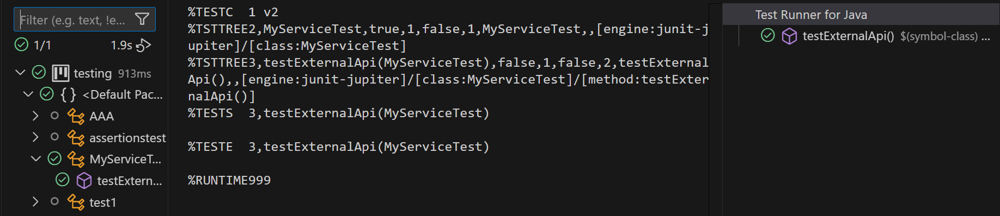 Filter (e.g. text, !e...
1/1 1.9s
testing 913ms
{} <Default Pac...
AAA
assertionstest
MyServiceT...
testExtern...
test1
%TESTC  1 v2
%TSTTREE2,MyServiceTest,true,1,false,1,MyServiceTest,,[engine:junit-j
upiter]/[class:MyServiceTest]
%TSTTREE3,testExternalApi(MyServiceTest),false,1,false,2,testExternal
Api(),,[engine:junit-jupiter]/[class:MyServiceTest]/[method:testExter
nalApi()]
%TESTS  3,testExternalApi(MyServiceTest)
%TESTE  3,testExternalApi(MyServiceTest)
%RUNTIME999
Test Runner for Java
testExternalApi() $(symbol-class) ...